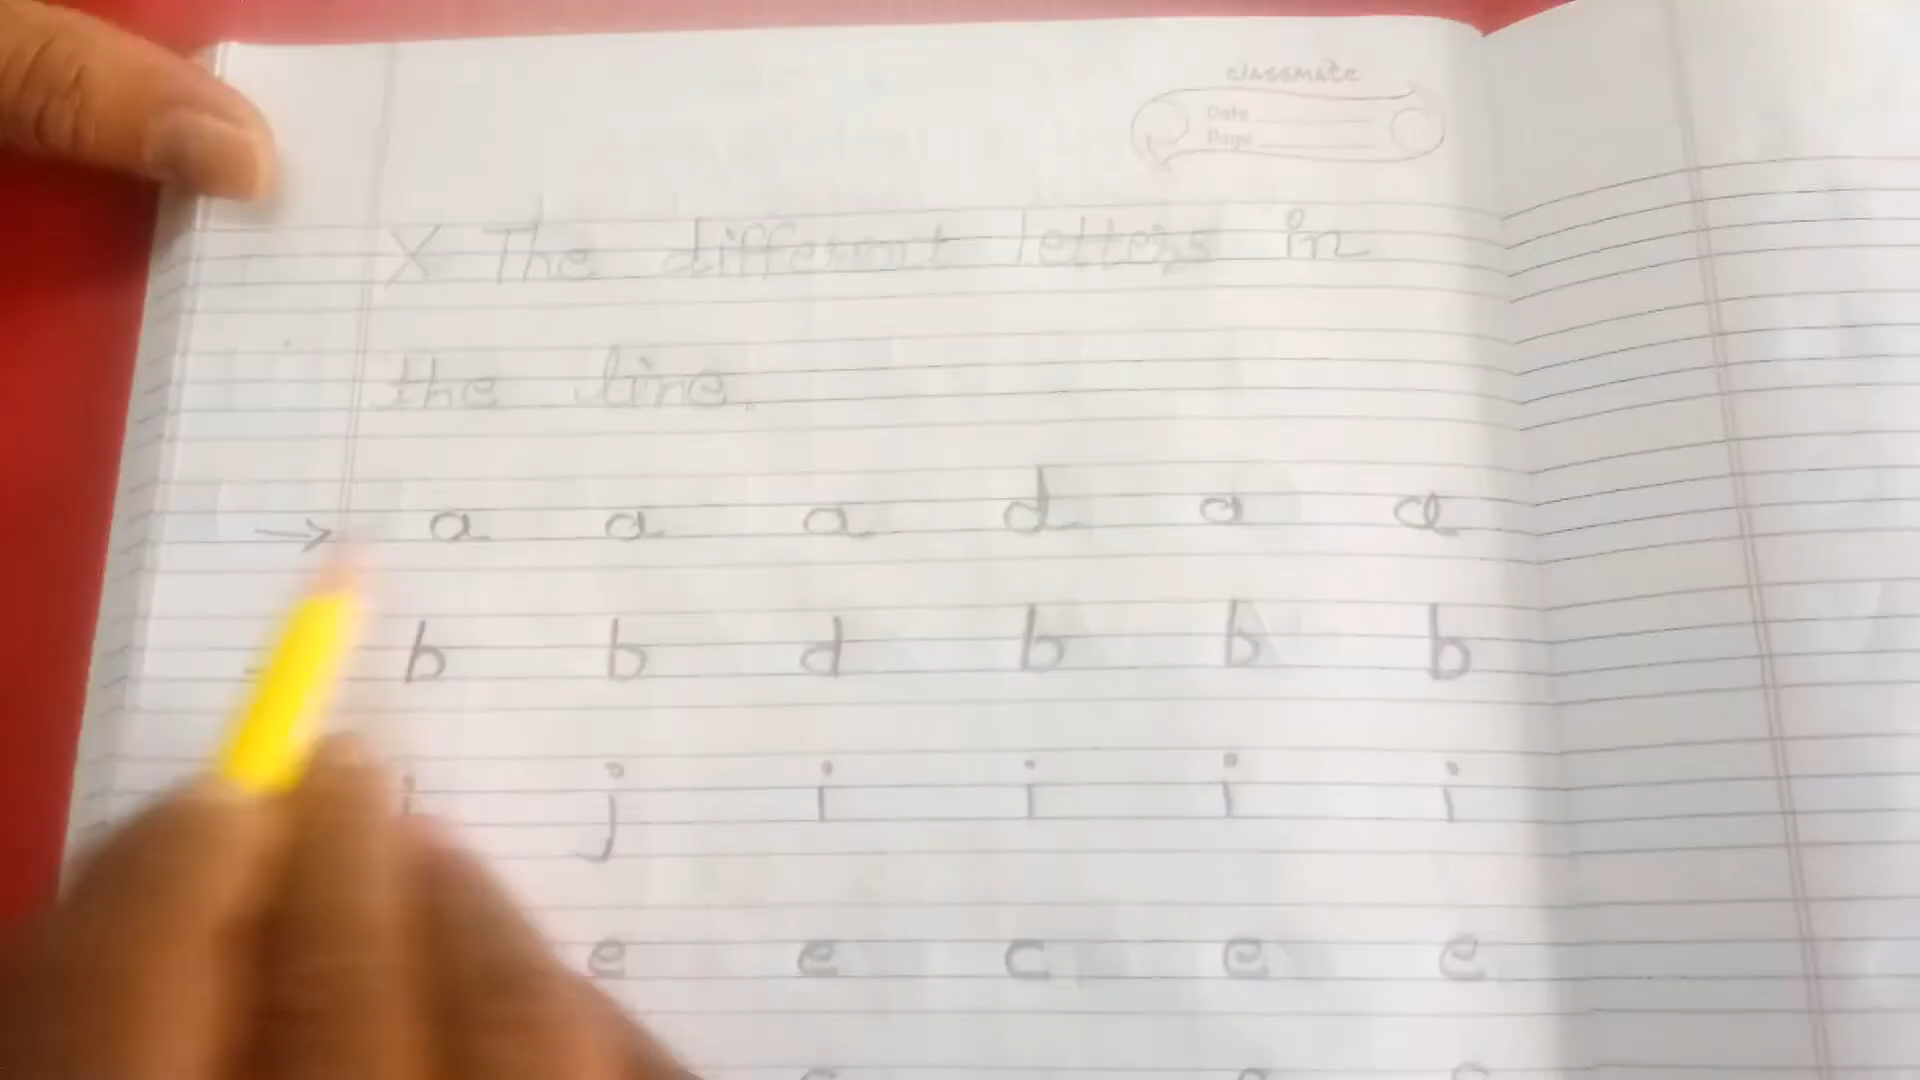 classmate
Date
Page
X The different letters in
the line.
→ a a a d a a
b b d b b b
i j i i i i
e e c e e